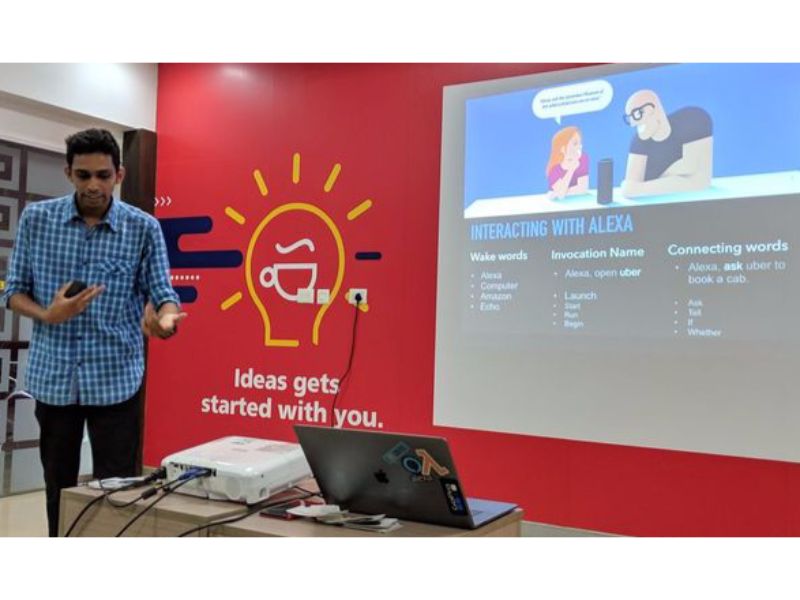 Ideas gets
started with you.
INTERACTING WITH ALEXA
Wake words
• Alexa
• Computer
• Amazon
• Echo
Invocation Name
• Alexa, open uber
• Launch
• Start
• Run
• Begin
Connecting words
• Alexa, ask uber to
book a cab.
• Ask
• Tell
• If
• Whether